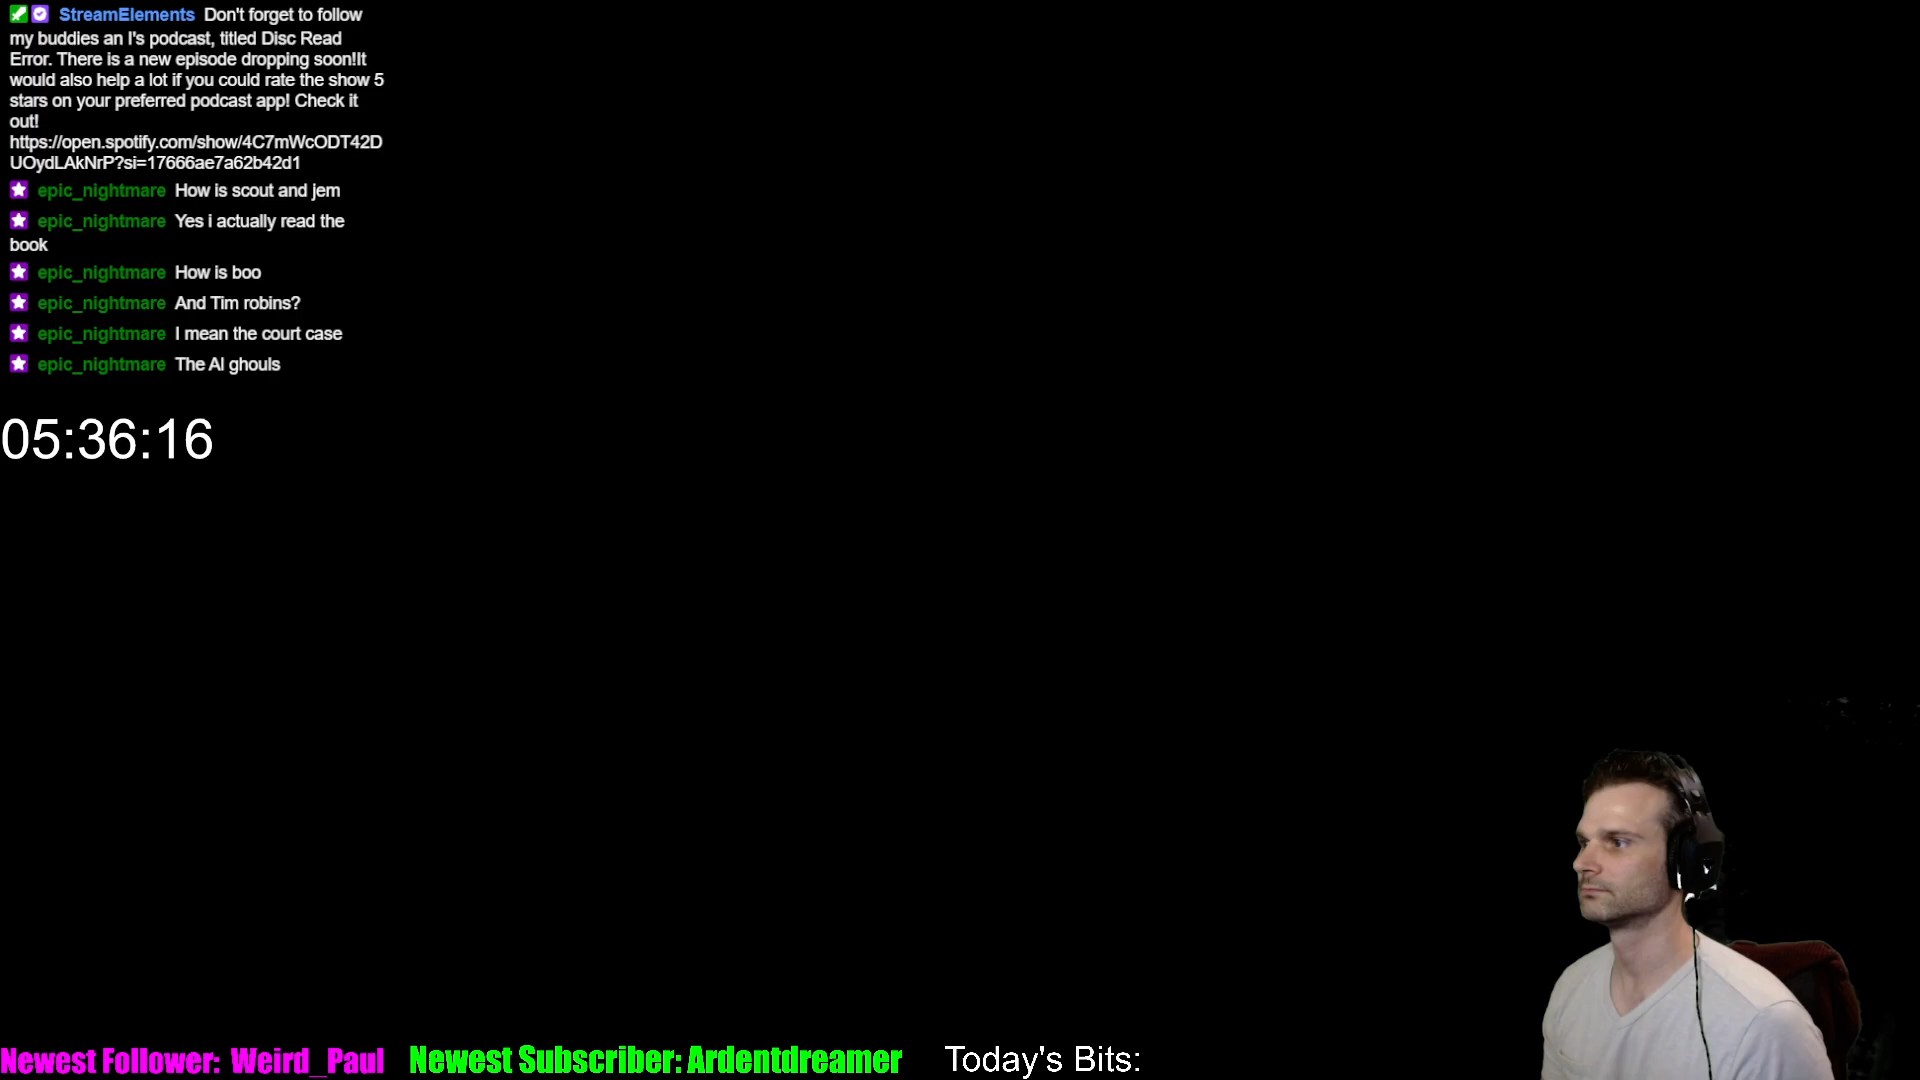 StreamElements Don't forget to follow
my buddies an I's podcast, titled Disc Read
Error. There is a new episode dropping soon!It
would also help a lot if you could rate the show 5
stars on your preferred podcast app! Check it
out!
https://open.spotify.com/show/4C7mWcODT42D
UOydLAkNrP?si=17666ae7a62b42d1
epic_nightmare How is scout and jem
epic_nightmare Yes i actually read the
book
epic_nightmare How is boo
epic_nightmare And Tim robins?
epic_nightmare I mean the court case
epic_nightmare The Al ghouls
05:36:16
Newest Follower: Weird_Paul Newest Subscriber: Ardentdreamer Today's Bits: